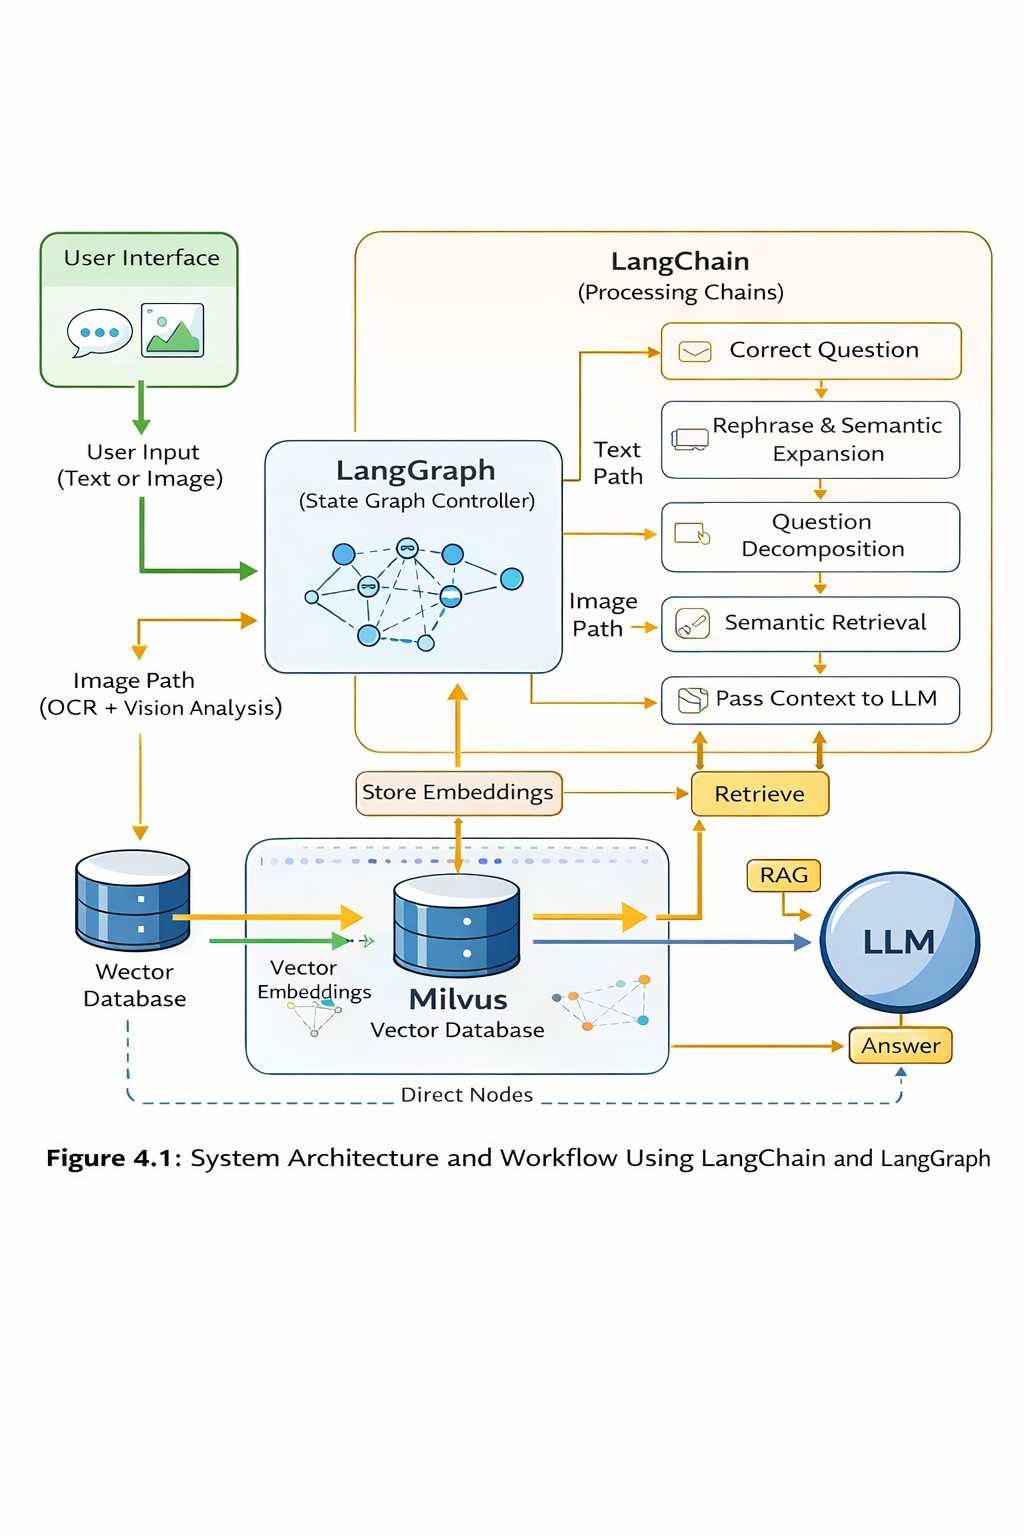 User Interface
User Input
(Text or Image)
LangChain
(Processing Chains)
Correct Question
Rephrase & Semantic
Expansion
Question
Decomposition
Semantic Retrieval
Pass Context to LLM
Text
Path
Image
Path
LangGraph
(State Graph Controller)
Image Path
(OCR + Vision Analysis)
Store Embeddings
Retrieve
RAG
LLM
Answer
Wector
Database
Vector
Embeddings
Milvus
Vector Database
Direct Nodes
Figure 4.1: System Architecture and Workflow Using LangChain and LangGraph